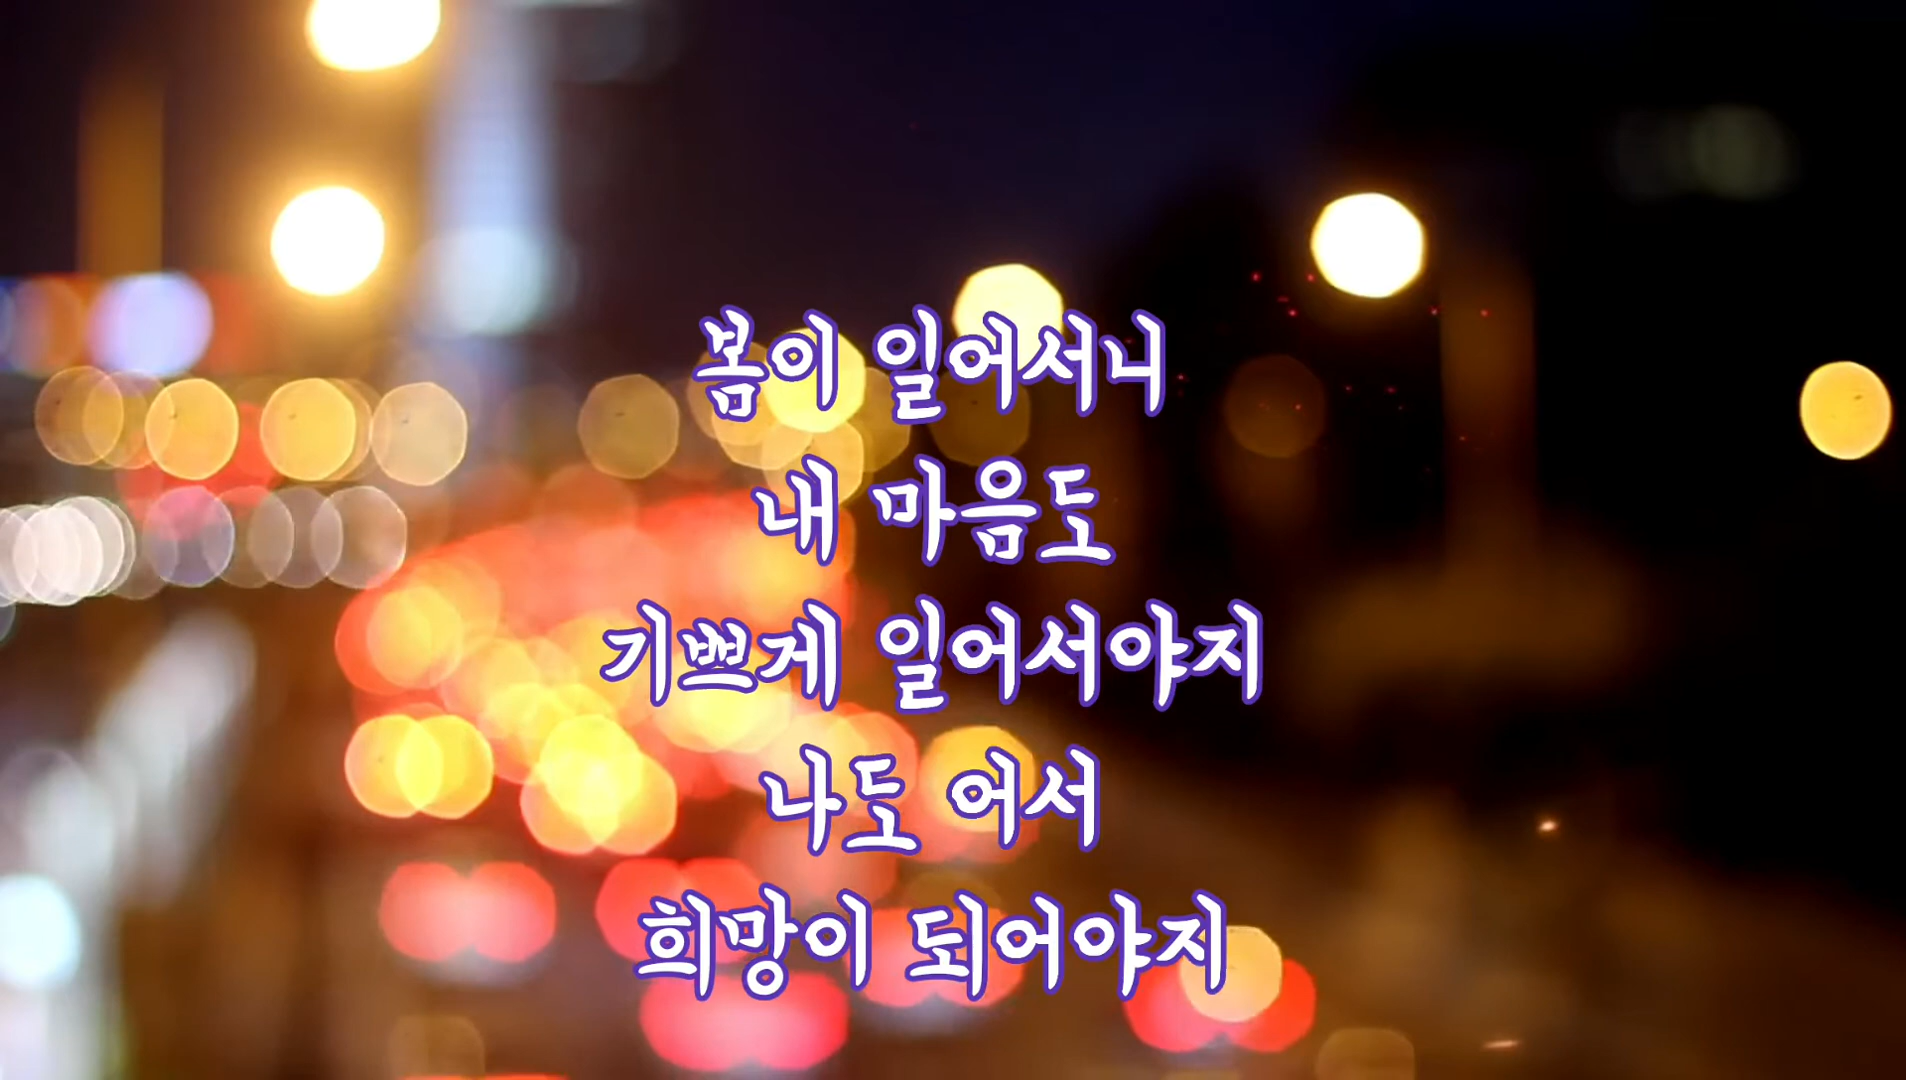 봄이 일어서니
내 마음도
기쁘게 일어서야지
나도 어서
희망이 되어야지